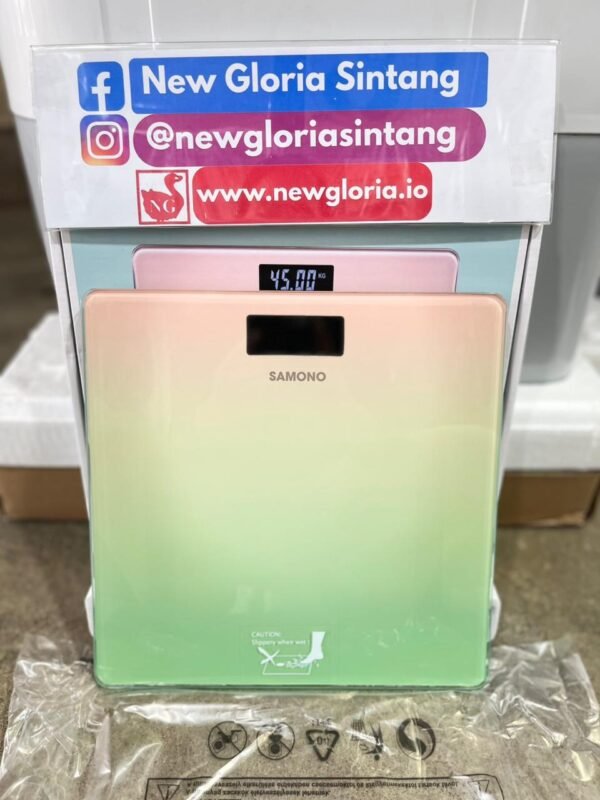 New Gloria Sintang
@newgloriasintang
NG
www.newgloria.io
45.00 KG
SAMONO
CAUTION:
Slippery when wet!